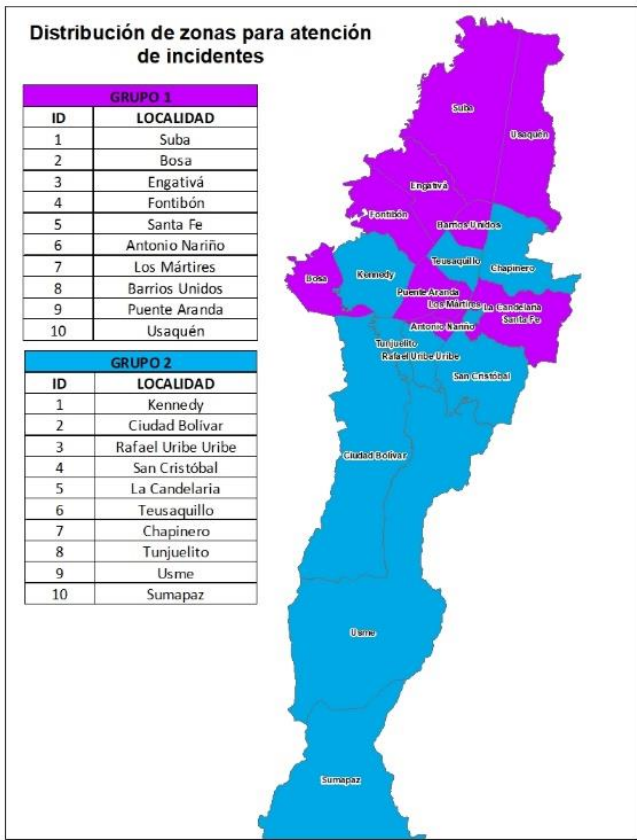 Distribución de zonas para atención
de incidentes
GRUPO 1
ID LOCALIDAD
1 Suba
2 Bosa
3 Engativá
4 Fontibón
5 Santa Fe
6 Antonio Nariño
7 Los Mártires
8 Barrios Unidos
9 Puente Aranda
10 Usaquén
GRUPO 2
ID LOCALIDAD
1 Kennedy
2 Ciudad Bolívar
3 Rafael Uribe Uribe
4 San Cristóbal
5 La Candelaria
6 Teusaquillo
7 Chapinero
8 Tunjuelito
9 Usme
10 Sumapaz
Suba
Usaquén
Engativá
Fontibón
Barrios Unidos
Teusaquillo
Chapinero
Bosa
Kennedy
Puente Aranda
Los Mártires
La Candelaria
Santa Fe
Antonio Nariño
Tunjuelito
Rafael Uribe Uribe
San Cristóbal
Ciudad Bolívar
Usme
Sumapaz